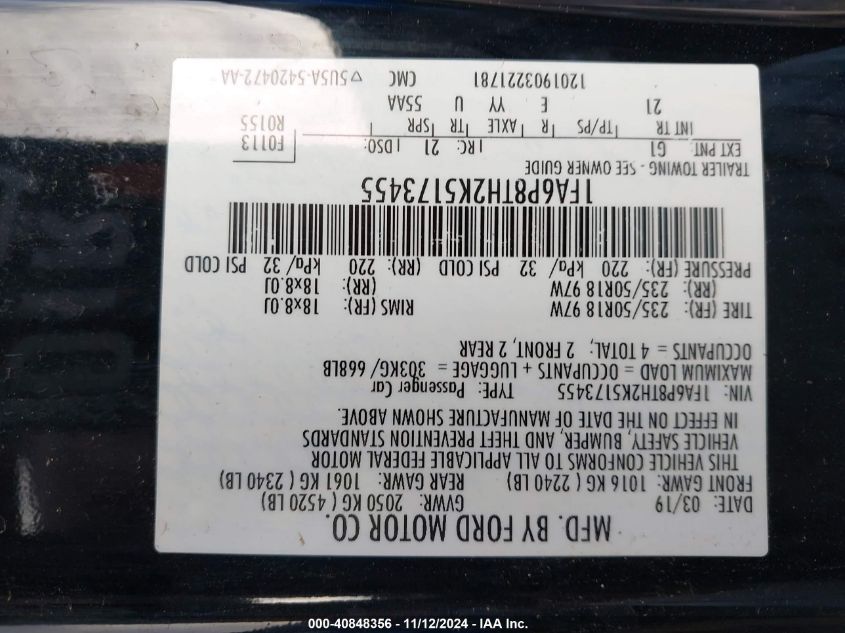 MFD. BY FORD MOTOR CO.
DATE: 03/19 GVWR: 2050 KG ( 4520 LB)
FRONT GAWR: 1016 KG ( 2240 LB) REAR GAWR: 1061 KG ( 2340 LB)
THIS VEHICLE CONFORMS TO ALL APPLICABLE FEDERAL MOTOR
VEHICLE SAFETY, BUMPER, AND THEFT PREVENTION STANDARDS
IN EFFECT ON THE DATE OF MANUFACTURE SHOWN ABOVE.
VIN: 1FA6P8TH2K5173455 TYPE: Passenger Car
MAXIMUM LOAD = OCCUPANTS + LUGGAGE = 303KG/ 668LB
OCCUPANTS = 4 TOTAL, 2 FRONT, 2 REAR
TIRE (FR): 235/50R18 97W RIMS (FR): 18x8.0J
(RR): 235/50R18 97W (RR): 18x8.0J
PRESSURE (FR): 220 kPa/ 32 PSI COLD (RR): 220 kPa/ 32 PSI COLD
1FA6P8TH2K5173455
TRAILER TOWING - SEE OWNER GUIDE
EXT PNT: G1 RC: 21 DSO: F0113
INT TR TP/PS R AXLE TR SPR R0155
21 E YY U 55AA
1201903221781 CMC ▽5U5A-5420472-AA
000-40848356 - 11/12/2024 - IAA Inc.